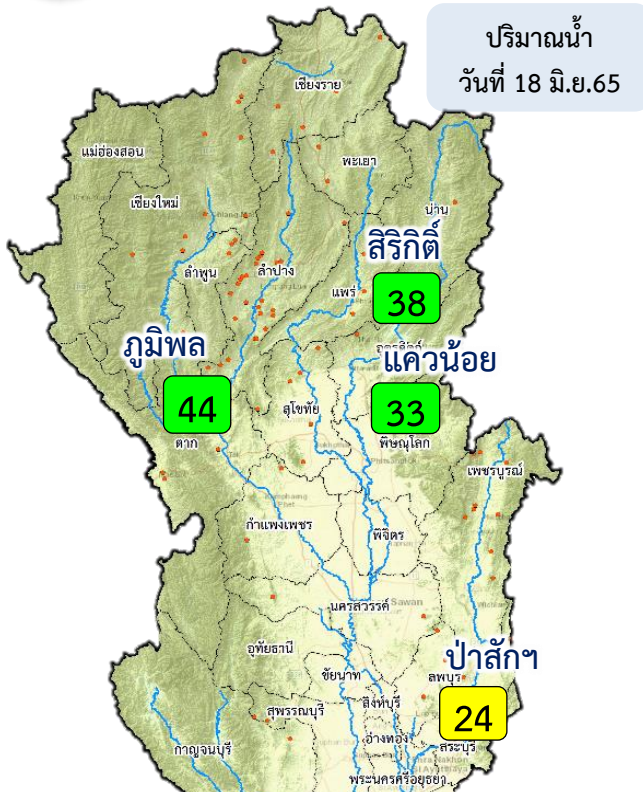 ปริมาณน้ำ
วันที่ 18 มิ.ย.65
เชียงราย
แม่ฮ่องสอน
พะเยา
เชียงใหม่
น่าน
สิริกิติ์
ลำพูน
ลำปาง
แพร่
38
ภูมิพล
แควน้อย
44
สุโขทัย
33
ตาก
พิษณุโลก
เพชรบูรณ์
กำแพงเพชร
พิจิตร
นครสวรรค์
Sawan
อุทัยธานี
ชัยนาท
ป่าสักฯ
ลพบุรี
สุพรรณบุรี
สิงห์บุรี
24
อ่างทอง
กาญจนบุรี
สระบุรี
พระนครศรีอยุธยา